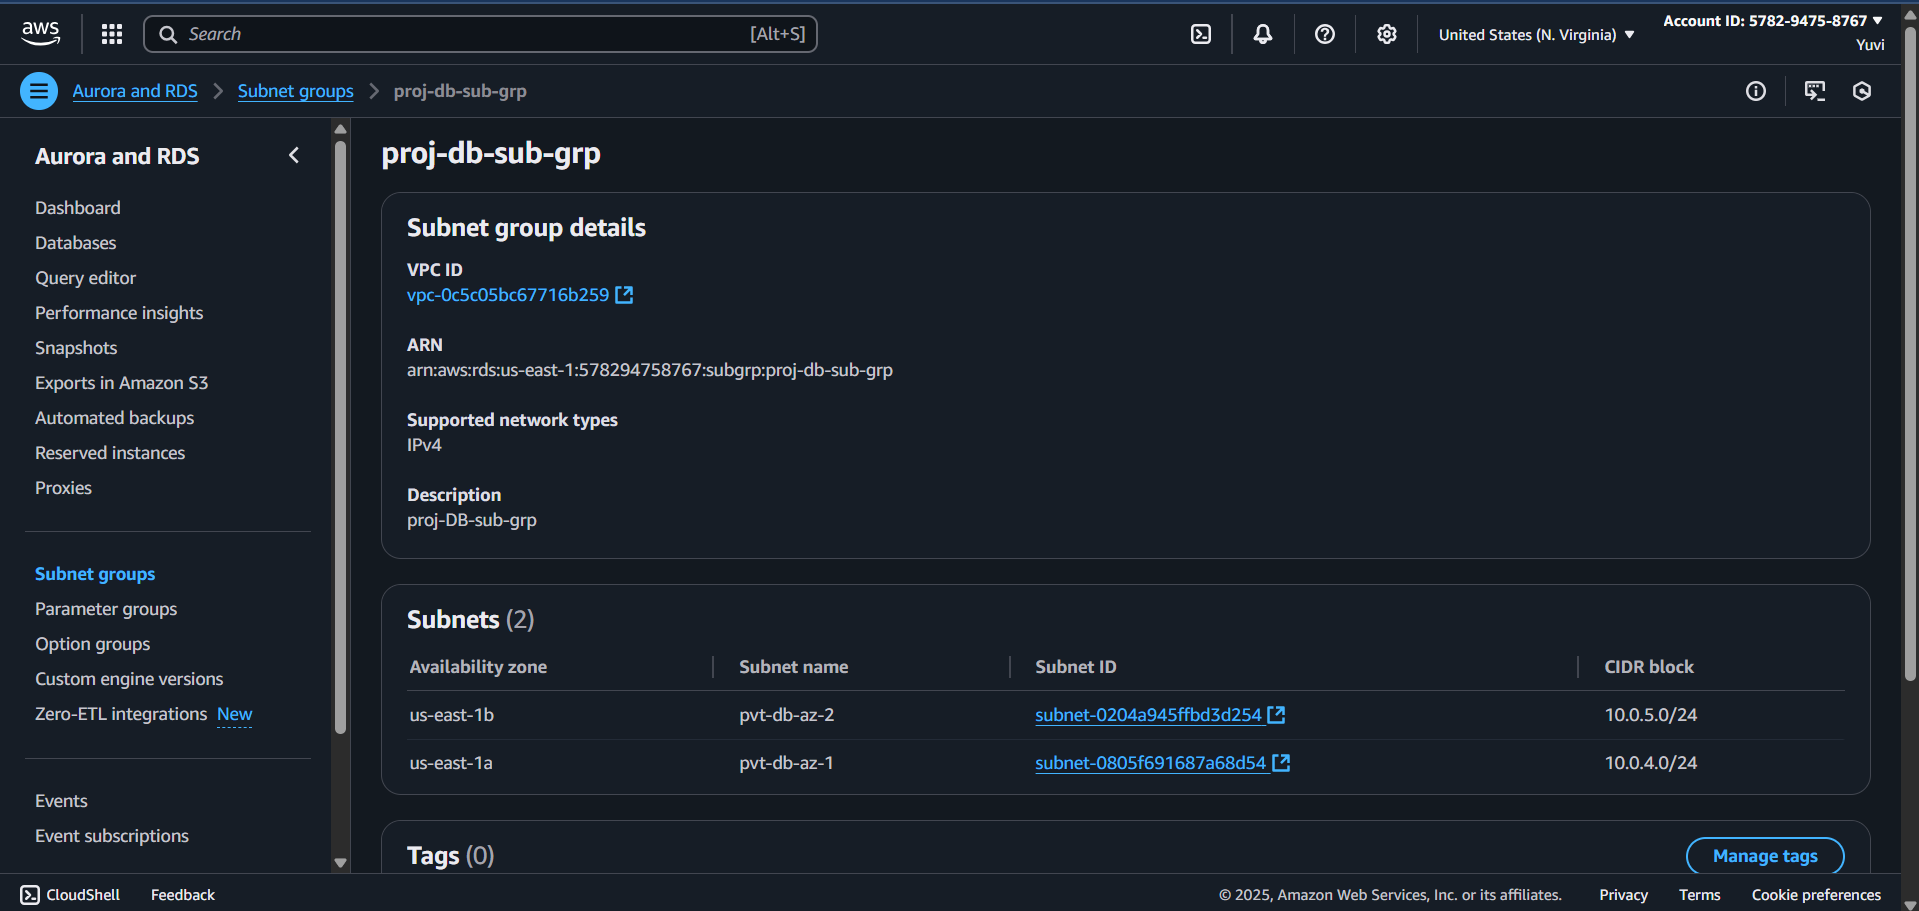 aws
Search [Alt+S]
United States (N. Virginia)
Account ID: 5782-9475-8767
Yuvi
Aurora and RDS
Subnet groups
proj-db-sub-grp
Aurora and RDS
Dashboard
Databases
Query editor
Performance insights
Snapshots
Exports in Amazon S3
Automated backups
Reserved instances
Proxies
Subnet groups
Parameter groups
Option groups
Custom engine versions
Zero-ETL integrations New
Events
Event subscriptions
proj-db-sub-grp
Subnet group details
VPC ID
vpc-0c5c05bc67716b259
ARN
arn:aws:rds:us-east-1:578294758767:subgrp:proj-db-sub-grp
Supported network types
IPv4
Description
proj-DB-sub-grp
Subnets (2)
Availability zone Subnet name Subnet ID CIDR block
us-east-1b pvt-db-az-2 subnet-0204a945ffbd3d254 10.0.5.0/24
us-east-1a pvt-db-az-1 subnet-0805f691687a68d54 10.0.4.0/24
Tags (0)
Manage tags
CloudShell Feedback
© 2025, Amazon Web Services, Inc. or its affiliates. Privacy Terms Cookie preferences